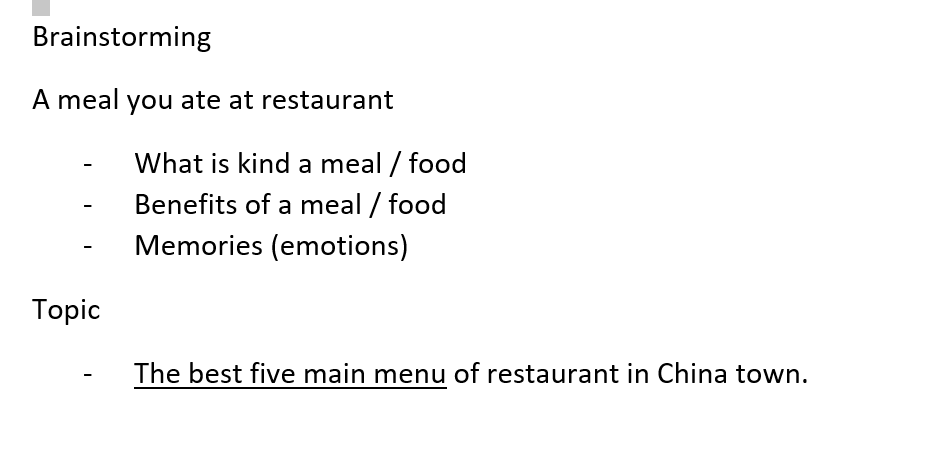 Brainstorming
A meal you ate at restaurant
- What is kind a meal / food
- Benefits of a meal / food
- Memories (emotions)
Topic
- The best five main menu of restaurant in China town.